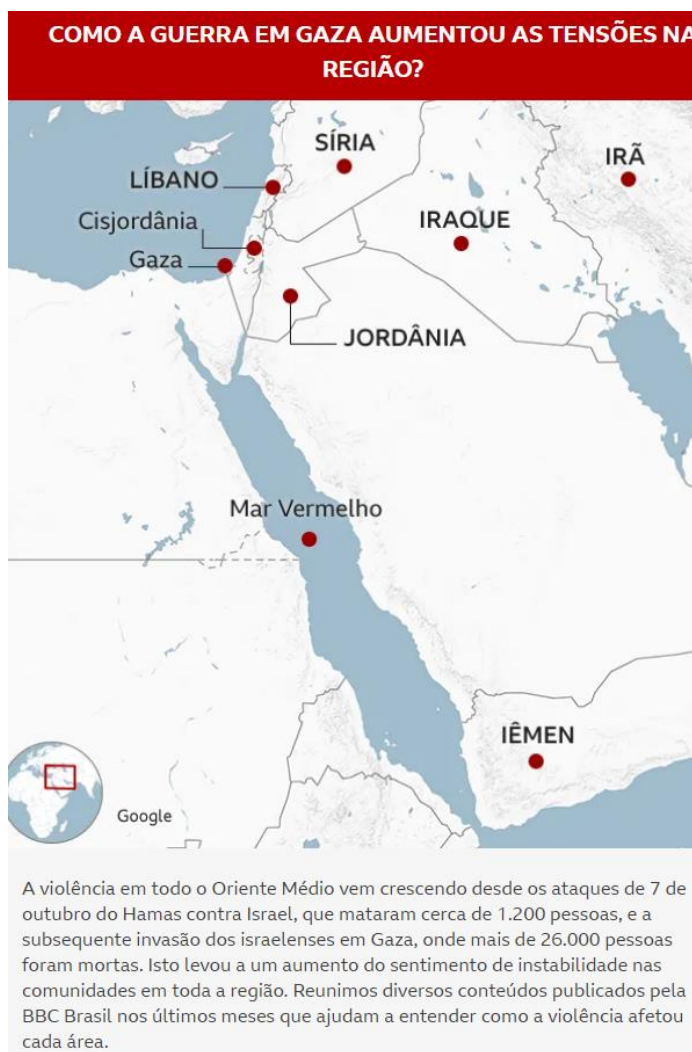 COMO A GUERRA EM GAZA AUMENTOU AS TENSÕES NA
REGIÃO?
SÍRIA
IRÃ
LÍBANO
Cisjordânia
IRAQUE
Gaza
JORDÂNIA
Mar Vermelho
IÊMEN
Google
A violência em todo o Oriente Médio vem crescendo desde os ataques de 7 de
outubro do Hamas contra Israel, que mataram cerca de 1.200 pessoas, e a
subsequente invasão dos israelenses em Gaza, onde mais de 26.000 pessoas
foram mortas. Isto levou a um aumento do sentimento de instabilidade nas
comunidades em toda a região. Reunimos diversos conteúdos publicados pela
BBC Brasil nos últimos meses que ajudam a entender como a violência afetou
cada área.